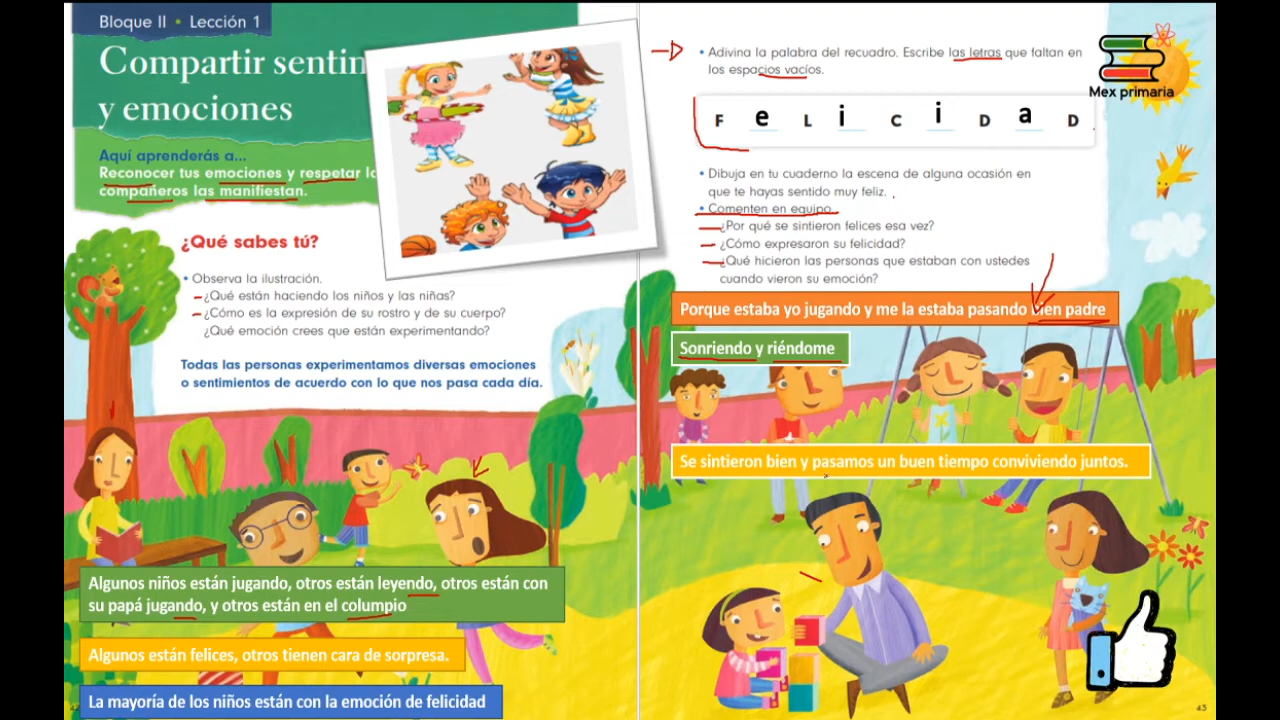 Bloque II • Lección 1
Compartir sentin
y emociones
Aquí aprenderás a...
Reconocer tus emociones y respetar
compañeros las manifiestan.
¿Qué sabes tú?
• Observa la ilustración.
¿Qué están haciendo los niños y las niñas?
¿Cómo es la expresión de su rostro y de su cuerpo?
¿Qué emoción crees que están experimentando?
Todas las personas experimentamos diversas emociones
o sentimientos de acuerdo con lo que nos pasa cada día.
Algunos niños están jugando, otros están leyendo, otros están con
su papá jugando, y otros están en el columpio
Algunos están felices, otros tienen cara de sorpresa.
La mayoría de los niños están con la emoción de felicidad
• Adivina la palabra del recuadro. Escribe las letras que faltan en
los espacios vacíos.
Mex primaria
F e L i C i D a D
• Dibuja en tu cuaderno la escena de alguna ocasión en
que te hayas sentido muy feliz.
• Comenten en equipo.
¿Por qué se sintieron felices esa vez?
¿Cómo expresaron su felicidad?
¿Qué hicieron las personas que estaban con ustedes
cuando vieron su emoción?
Porque estaba yo jugando y me la estaba pasando bien padre
Sonriendo y riéndome
Se sintieron bien y pasamos un buen tiempo conviviendo juntos.
43